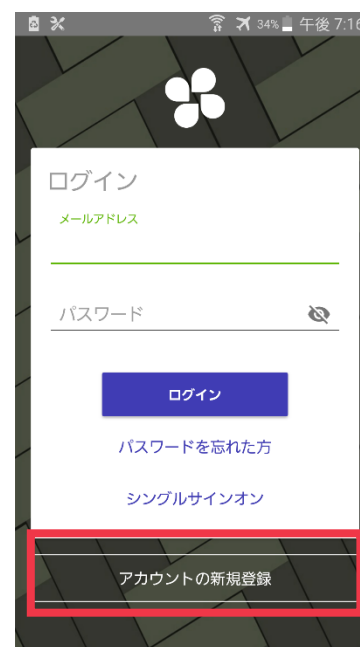 34% 午後 7:16
ログイン
メールアドレス
パスワード
ログイン
パスワードを忘れた方
シングルサインオン
アカウントの新規登録